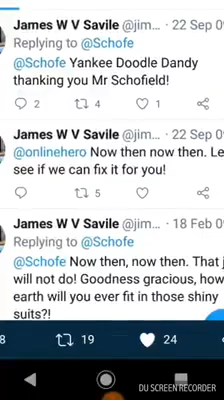 James W V Savile @jim... · 22 Sep 09
Replying to @Schofe
@Schofe Yankee Doodle Dandy
thanking you Mr Schofield!
2 4 1
James W V Savile @jim... · 22 Sep 09
@onlinehero Now then now then. Le
see if we can fix it for you!
5
James W V Savile @jim... · 18 Feb 09
Replying to @Schofe
@Schofe Now then, now then. That j
will not do! Goodness gracious, how
earth will you ever fit in those shiny
suits?!
8 19 24
DU SCREEN RECORDER